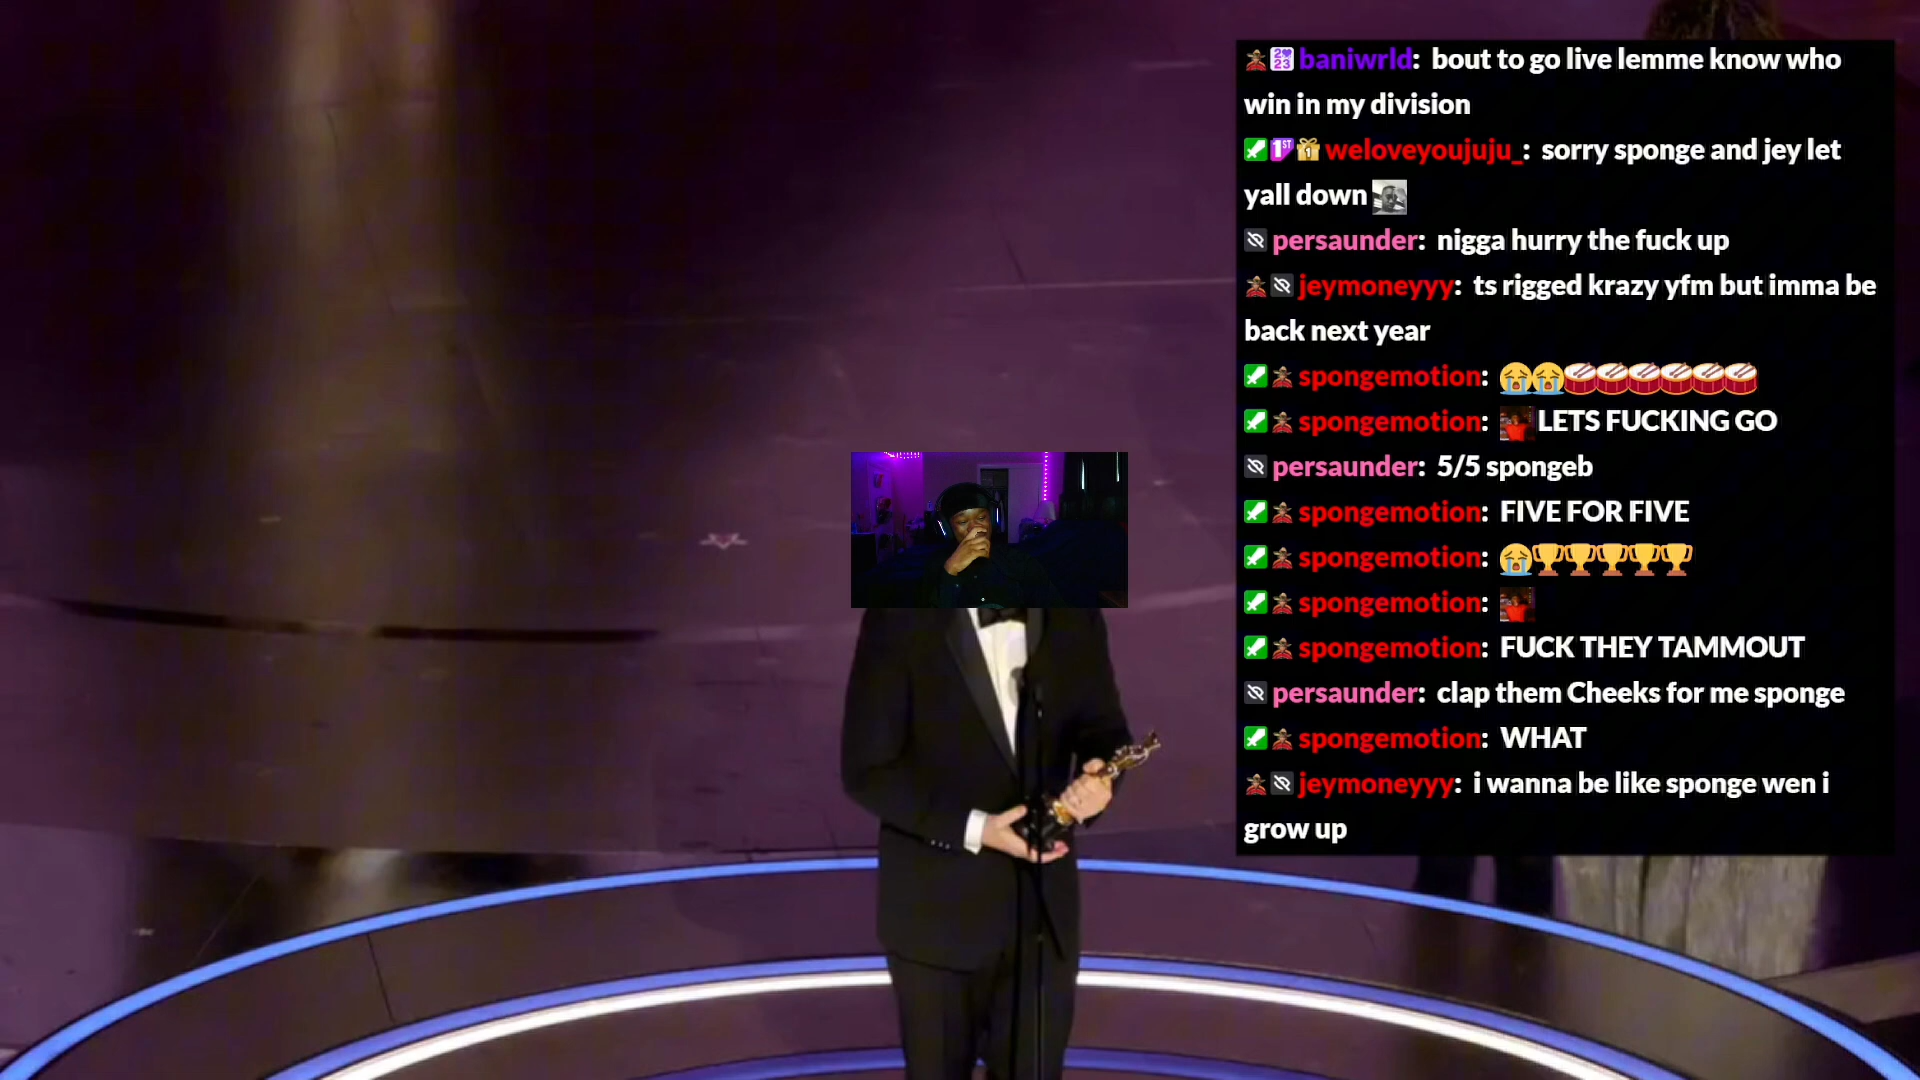 baniwrld: bout to go live lemme know who
win in my division
weloveyoujuju_: sorry sponge and jey let
yall down
persaunder: nigga hurry the fuck up
jeymoneyyy: ts rigged krazy yfm but imma be
back next year
spongemotion: 😭😭🥁🥁🥁🥁🥁🥁
spongemotion: LETS FUCKING GO
persaunder: 5/5 spongeb
spongemotion: FIVE FOR FIVE
spongemotion: 😭🏆🏆🏆🏆🏆
spongemotion:
spongemotion: FUCK THEY TAMMOUT
persaunder: clap them Cheeks for me sponge
spongemotion: WHAT
jeymoneyyy: i wanna be like sponge wen i
grow up